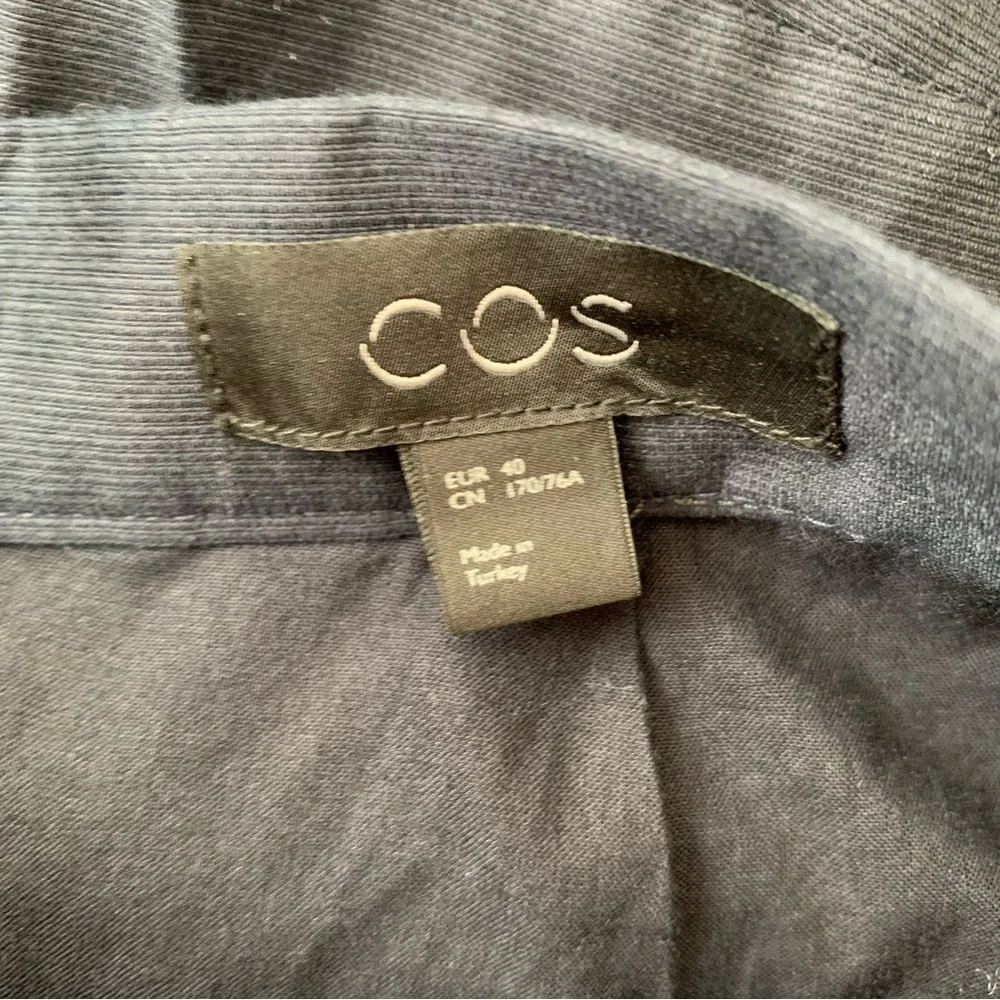 COS
EUR 40
CN 170/76A
Made in
Turkey